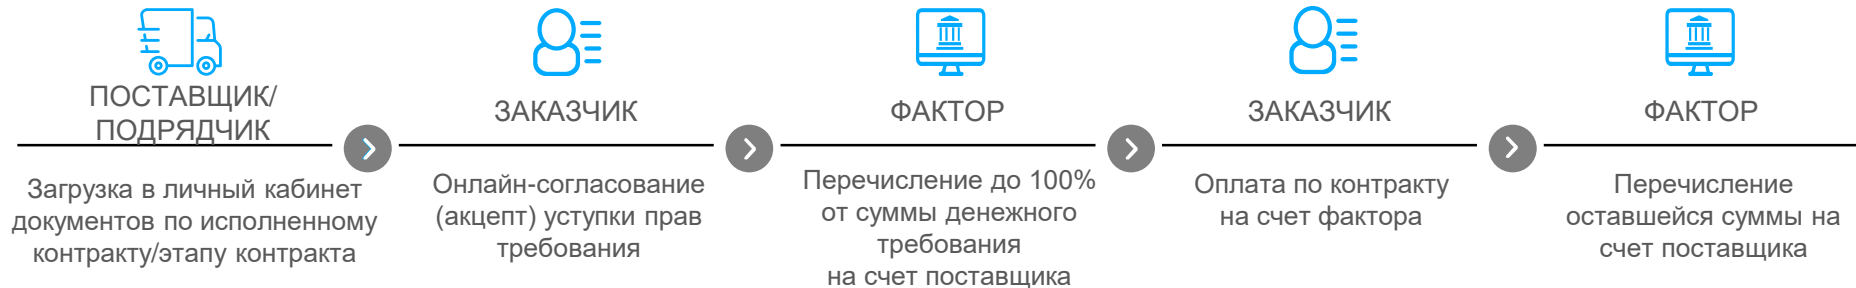 ПОСТАВЩИК/
ПОДРЯДЧИК
Загрузка в личный кабинет
документов по исполненному
контракту/этапу контракта
ЗАКАЗЧИК
Онлайн-согласование
(акцепт) уступки прав
требования
ФАКТОР
Перечисление до 100%
от суммы денежного
требования
на счет поставщика
ЗАКАЗЧИК
Оплата по контракту
на счет фактора
ФАКТОР
Перечисление
оставшейся суммы на
счет поставщика